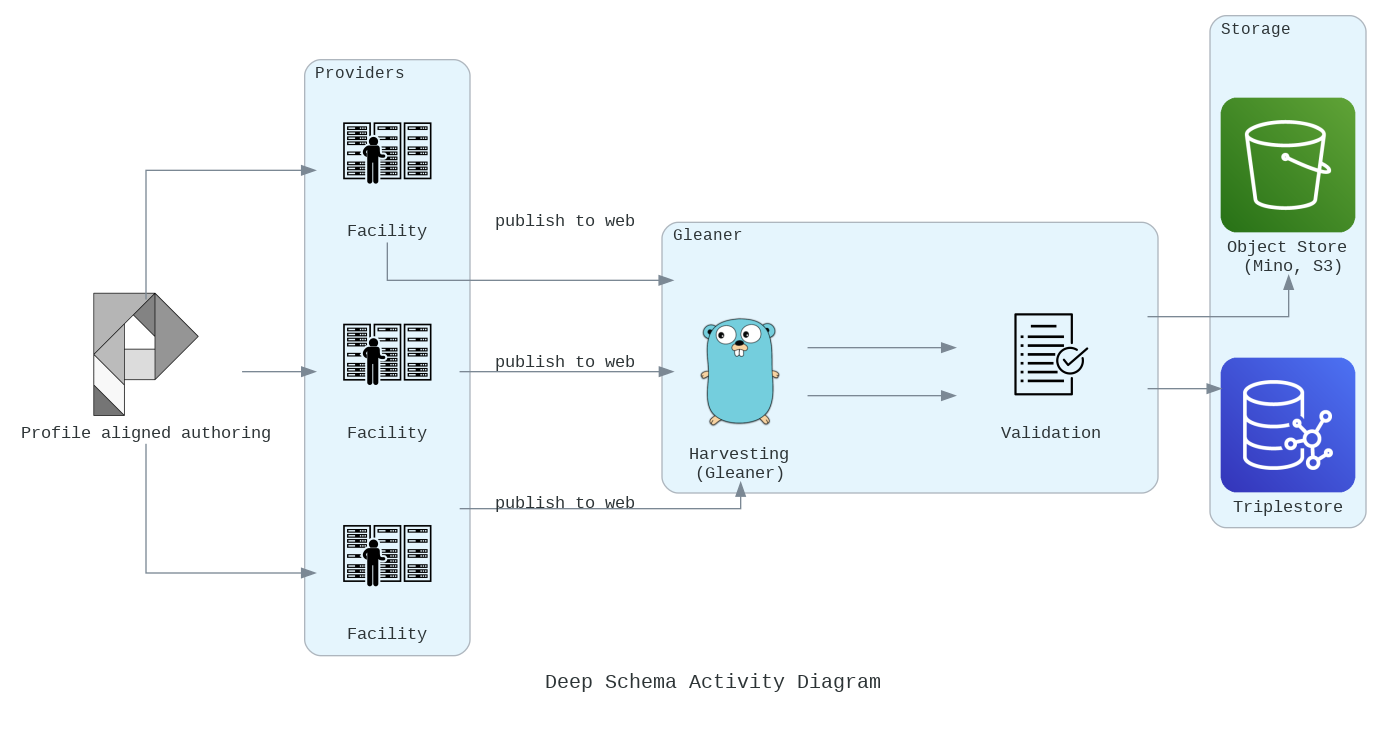 Storage
Providers
Facility
publish to web
Gleaner
Object Store
(Mino, S3)
publish to web
Profile aligned authoring
Facility
Validation
Harvesting
(Gleaner)
publish to web
Triplestore
Facility
Deep Schema Activity Diagram